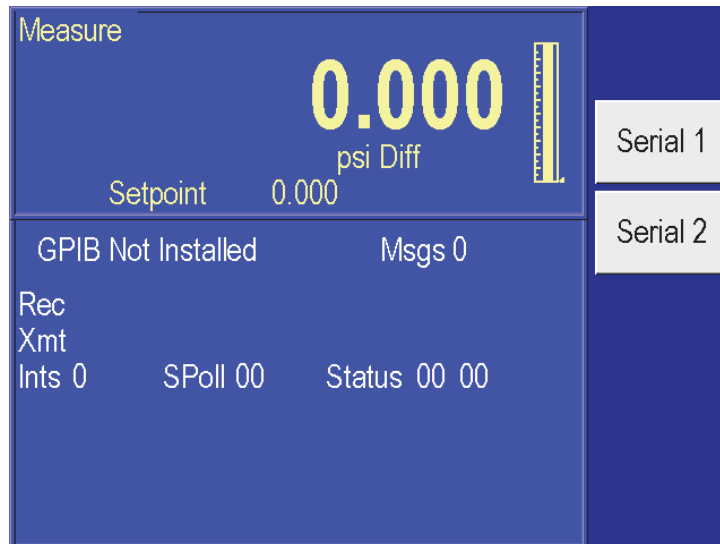 Measure
0.000
psi Diff
Setpoint 0.000
Serial 1
Serial 2
GPIB Not Installed Msgs 0
Rec
Xmt
Ints 0 SPoll 00 Status 00 00